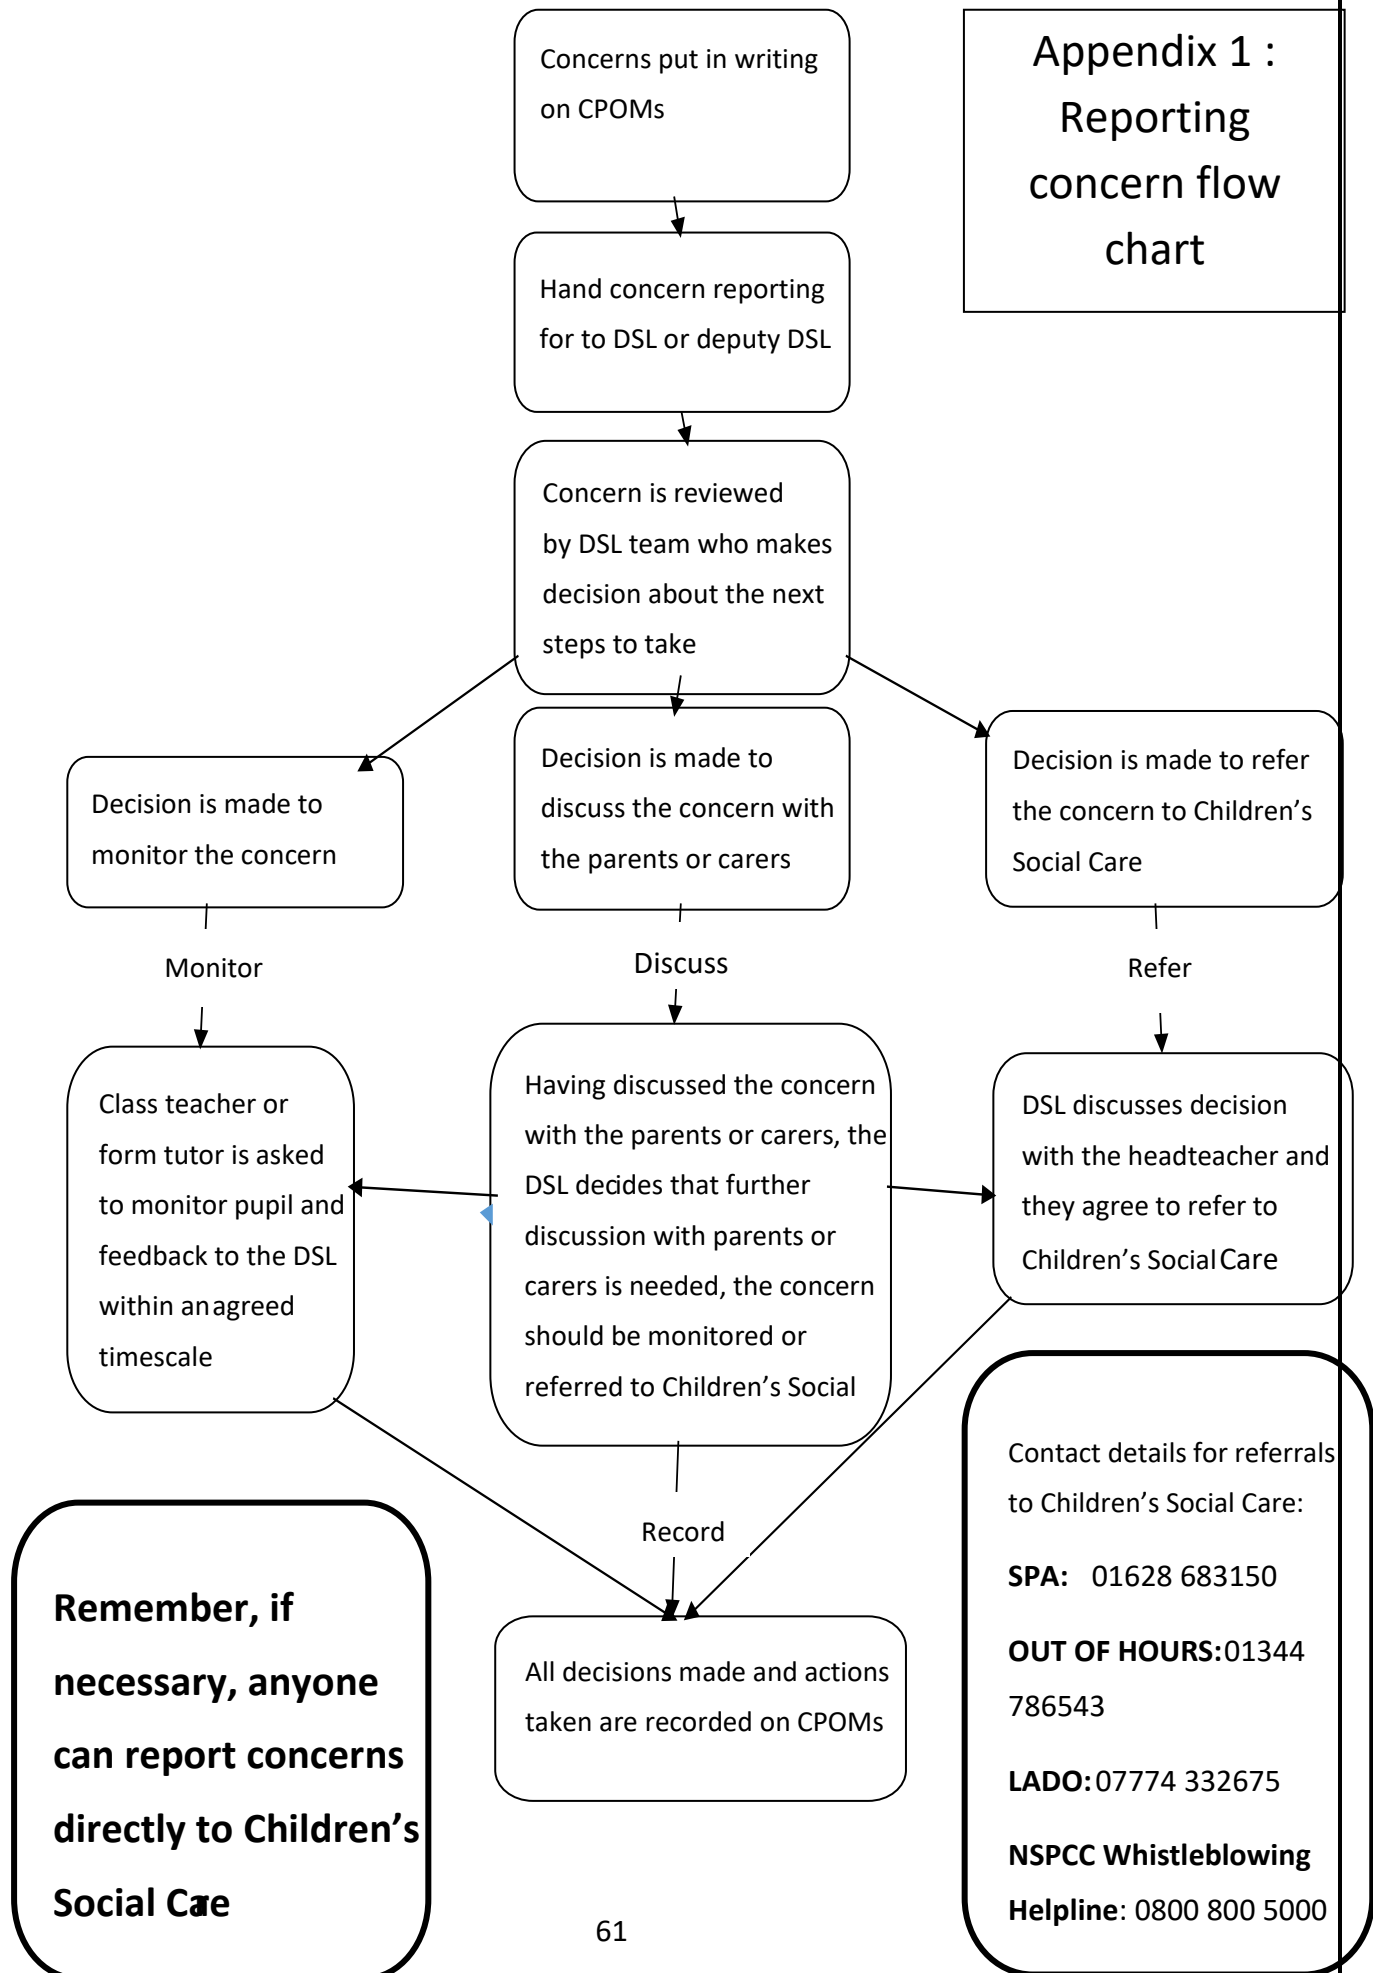 Concerns put in writing
on CPOMs
Appendix 1 :
Reporting
concern flow
chart
Hand concern reporting
for to DSL or deputy DSL
Concern is reviewed
by DSL team who makes
decision about the next
steps to take
Decision is made to
monitor the concern
Decision is made to
discuss the concern with
the parents or carers
Decision is made to refer
the concern to Children’s
Social Care
Monitor
Discuss
Refer
Class teacher or
form tutor is asked
to monitor pupil and
feedback to the DSL
within an agreed
timescale
Having discussed the concern
with the parents or carers, the
DSL decides that further
discussion with parents or
carers is needed, the concern
should be monitored or
referred to Children’s Social
DSL discusses decision
with the headteacher and
they agree to refer to
Children’s Social Care
Record
All decisions made and actions
taken are recorded on CPOMs
Remember, if
necessary, anyone
can report concerns
directly to Children’s
Social Care
Contact details for referrals
to Children’s Social Care:
SPA: 01628 683150
OUT OF HOURS: 01344
786543
LADO: 07774 332675
NSPCC Whistleblowing
Helpline: 0800 800 5000
61